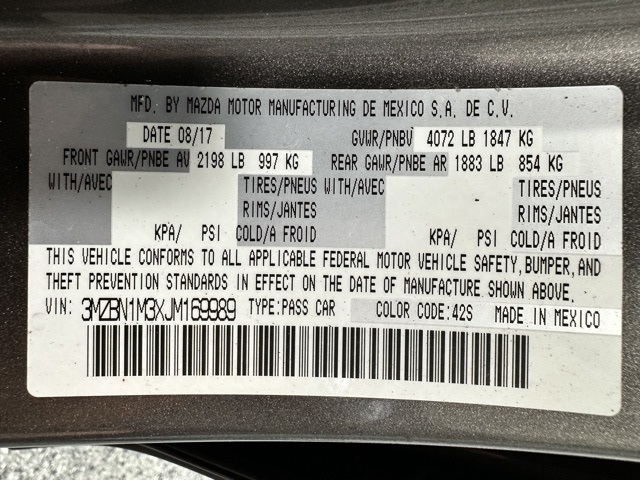 MFD. BY MAZDA MOTOR MANUFACTURING DE MEXICO S.A. DE C.V.
DATE 08/17 GVWR/PNBV 4072 LB 1847 KG
FRONT GAWR/PNBE AV 2198 LB 997 KG REAR GAWR/PNBE AR 1883 LB 854 KG
WITH/AVEC TIRES/PNEUS WITH/AVEC TIRES/PNEUS
RIMS/JANTES RIMS/JANTES
KPA/ PSI COLD/A FROID KPA/ PSI COLD/A FROID
THIS VEHICLE CONFORMS TO ALL APPLICABLE FEDERAL MOTOR VEHICLE SAFETY, BUMPER, AND
THEFT PREVENTION STANDARDS IN EFFECT ON THE DATE OF MANUFACTURE SHOWN ABOVE.
VIN: 3MZBN1M3XJM169989 TYPE:PASS CAR COLOR CODE:42S MADE IN MEXICO